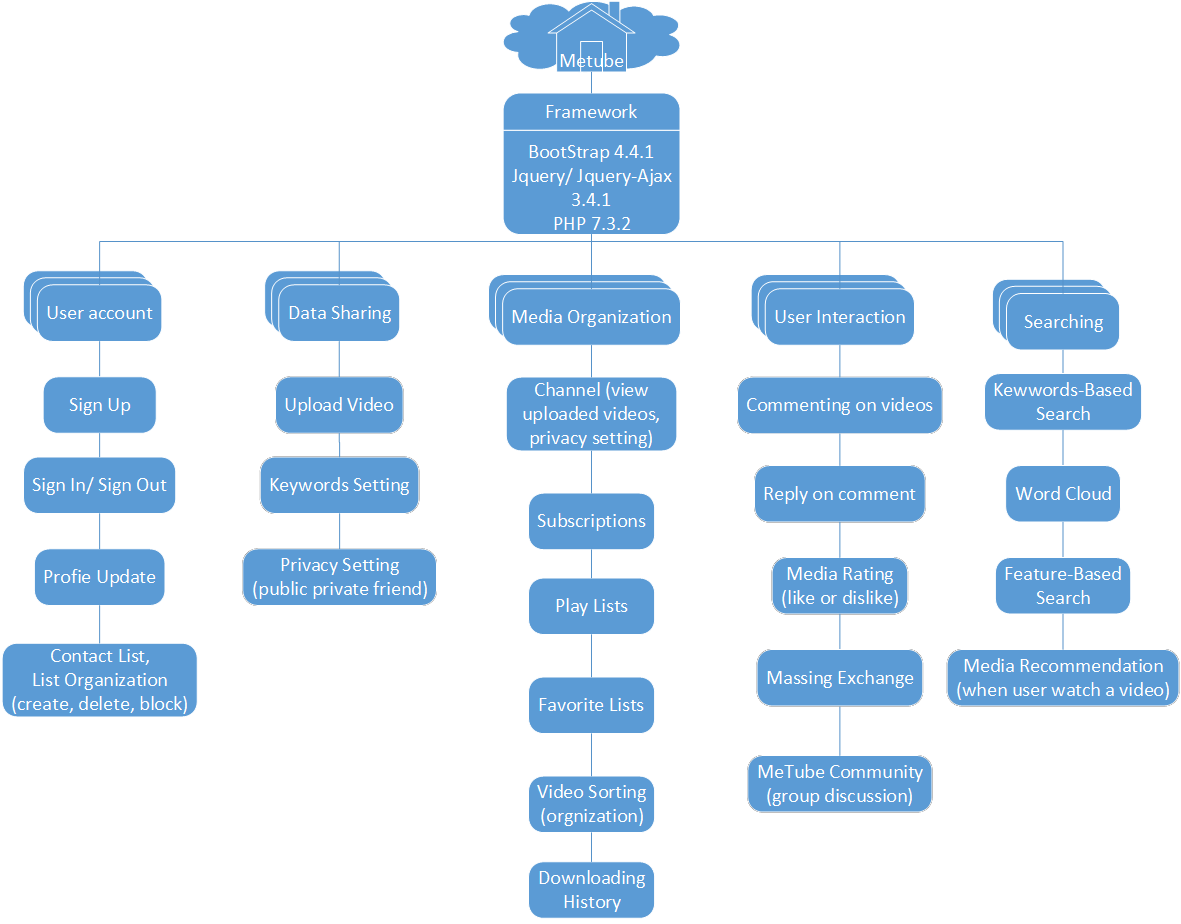 Metube
Framework
BootStrap 4.4.1
Jquery/ Jquery-Ajax
3.4.1
PHP 7.3.2
User account
Sign Up
Sign In/ Sign Out
Profie Update
Contact List,
List Organization
(create, delete, block)
Data Sharing
Upload Video
Keywords Setting
Privacy Setting
(public private friend)
Media Organization
Channel (view
uploaded videos,
privacy setting)
Subscriptions
Play Lists
Favorite Lists
Video Sorting
(orgnization)
Downloading
History
User Interaction
Commenting on videos
Reply on comment
Media Rating
(like or dislike)
Massing Exchange
MeTube Community
(group discussion)
Searching
Kewwords-Based
Search
Word Cloud
Feature-Based
Search
Media Recommendation
(when user watch a video)